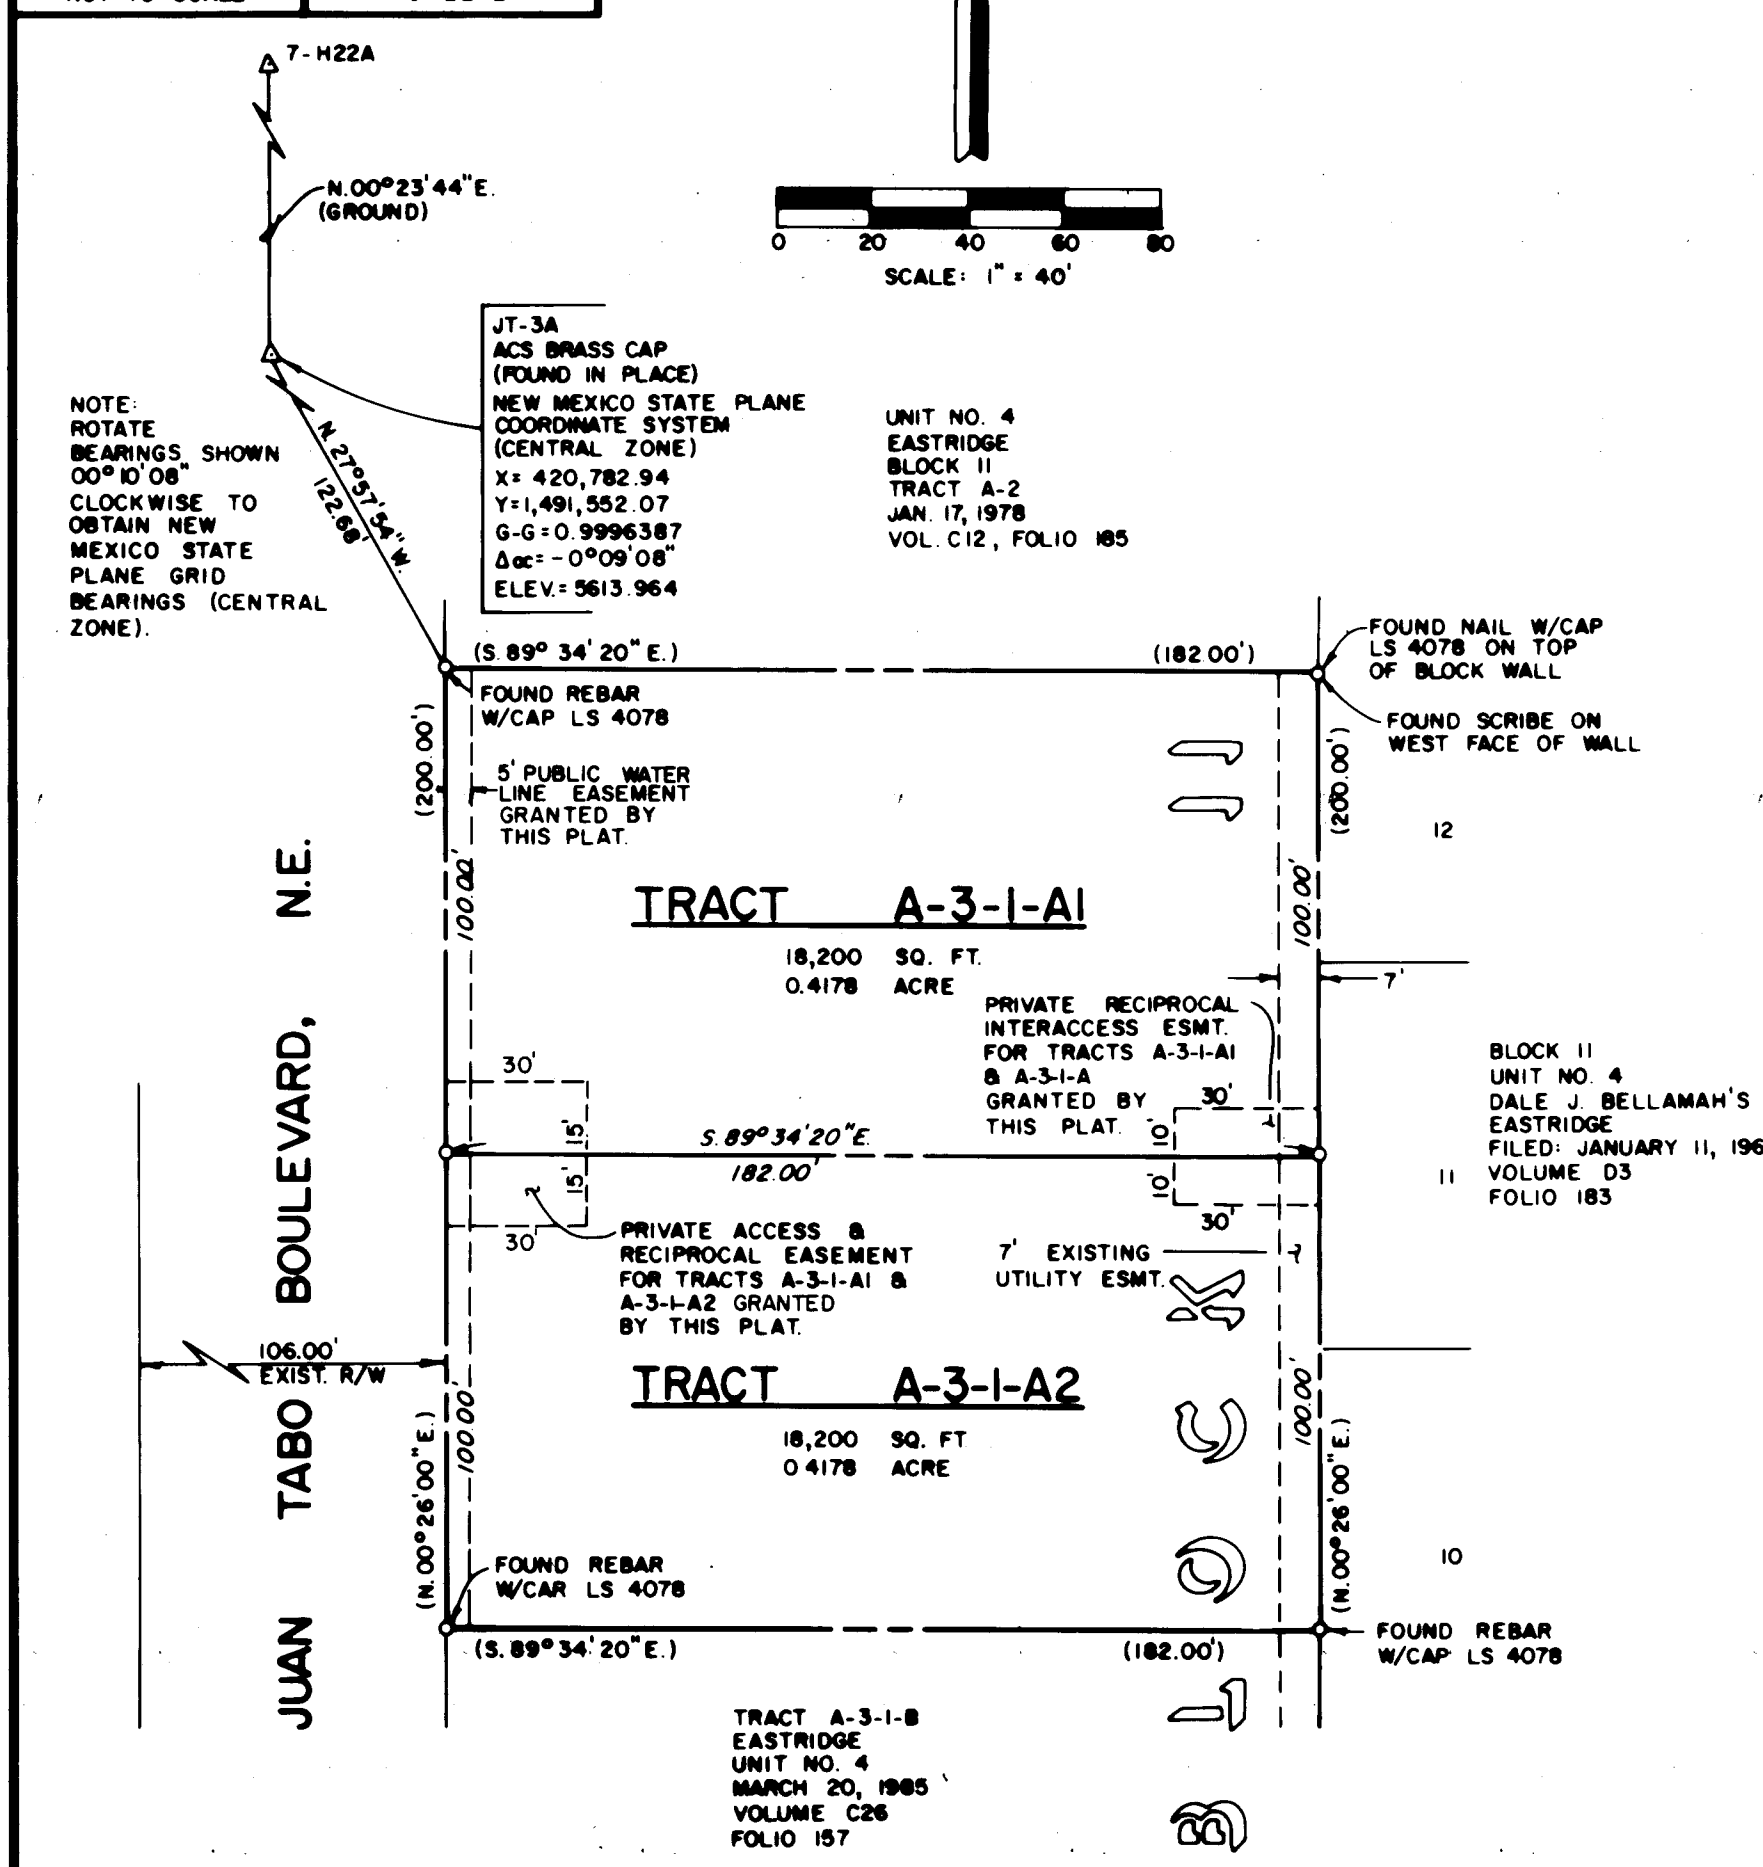 7-H22A
N.00°23'44"E.
(GROUND)
0 20 40 60 80
SCALE: 1" = 40'
JT-3A
ACS BRASS CAP
(FOUND IN PLACE)
NEW MEXICO STATE PLANE
COORDINATE SYSTEM
(CENTRAL ZONE)
X= 420,782.94
Y=1,491,552.07
G-G=0.9996387
Δα=-0°09'08"
ELEV.= 5613.964
NOTE:
ROTATE
BEARINGS SHOWN
00°10'08"
CLOCKWISE TO
OBTAIN NEW
MEXICO STATE
PLANE GRID
BEARINGS (CENTRAL
ZONE).
N.27°57'54"W.
122.68'
UNIT NO. 4
EASTRIDGE
BLOCK 11
TRACT A-2
JAN. 17, 1978
VOL. C12, FOLIO 185
(S. 89° 34' 20" E.)
(182.00')
FOUND NAIL W/CAP
LS 4078 ON TOP
OF BLOCK WALL
FOUND SCRIBE ON
WEST FACE OF WALL
FOUND REBAR
W/CAP LS 4078
(200.00')
(200.00')
5' PUBLIC WATER
LINE EASEMENT
GRANTED BY
THIS PLAT.
12
100.00'
100.00'
TRACT A-3-1-A1
18,200 SQ. FT.
0.4178 ACRE
7'
PRIVATE RECIPROCAL
INTERACCESS ESMT.
FOR TRACTS A-3-1-A1
& A-3-1-A
GRANTED BY
THIS PLAT.
30'
30'
15'
10'
S. 89° 34' 20" E.
182.00'
15'
10'
30'
30'
BLOCK 11
UNIT NO. 4
DALE J. BELLAMAH'S
EASTRIDGE
FILED: JANUARY 11, 196
VOLUME D3
FOLIO 183
11
PRIVATE ACCESS &
RECIPROCAL EASEMENT
FOR TRACTS A-3-1-A1 &
A-3-1-A2 GRANTED
BY THIS PLAT.
7' EXISTING
UTILITY ESMT.
106.00'
EXIST. R/W
JUAN TABO BOULEVARD, N.E.
TRACT A-3-1-A2
18,200 SQ. FT
0 4178 ACRE
100.00'
100.00'
(N.00°26'00"E.)
(N.00°26'00"E.)
10
FOUND REBAR
W/CAR LS 4078
(S. 89° 34' 20" E.)
(182.00')
FOUND REBAR
W/CAP LS 4078
TRACT A-3-1-B
EASTRIDGE
UNIT NO. 4
MARCH 20, 1985
VOLUME C26
FOLIO 157